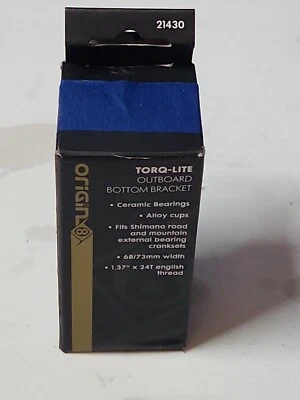 21430
ORiGiN8
TORQ-LITE
OUTBOARD
BOTTOM BRACKET
• Ceramic Bearings
• Alloy cups
• Fits Shimano road
and mountain
external bearing
cranksets
• 68/73mm width
• 1.37" x 24T english
thread